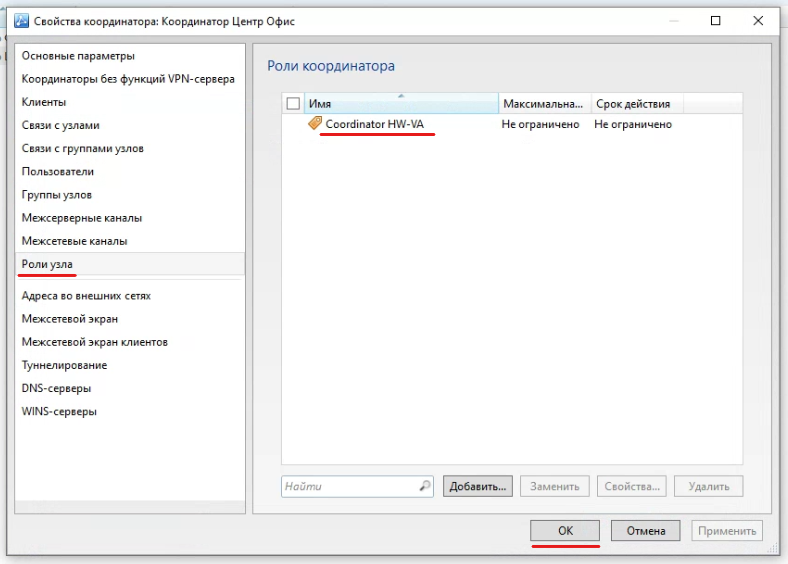 Свойства координатора: Координатор Центр Офис
Основные параметры
Координаторы без функций VPN-сервера
Клиенты
Связи с узлами
Связи с группами узлов
Пользователи
Группы узлов
Межсерверные каналы
Межсетевые каналы
Роли узла
Адреса во внешних сетях
Межсетевой экран
Межсетевой экран клиентов
Туннелирование
DNS-серверы
WINS-серверы
Роли координатора
Имя Максимальна... Срок действия
Coordinator HW-VA Не ограничено Не ограничено
Найти Добавить... Заменить Свойства... Удалить
ОК Отмена Применить